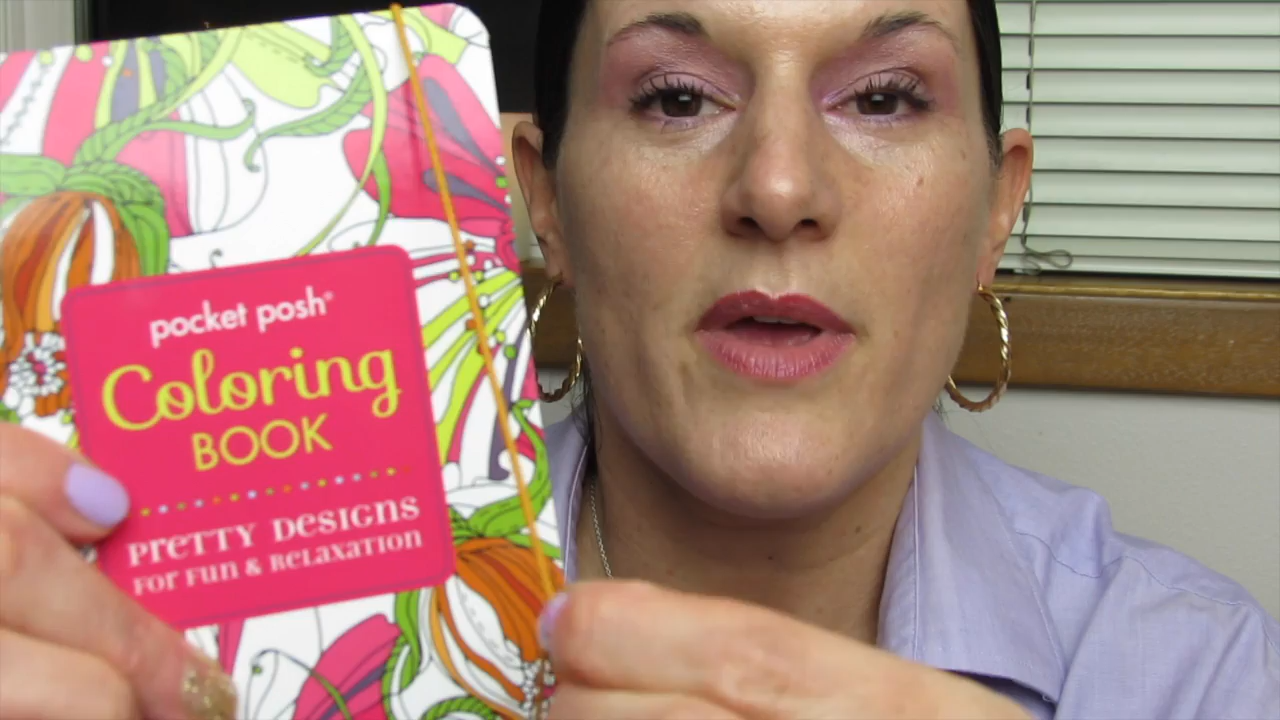 pocket posh®
Coloring
BOOK
PRETTY DESIGNS
FOR FUN & RELAXATION